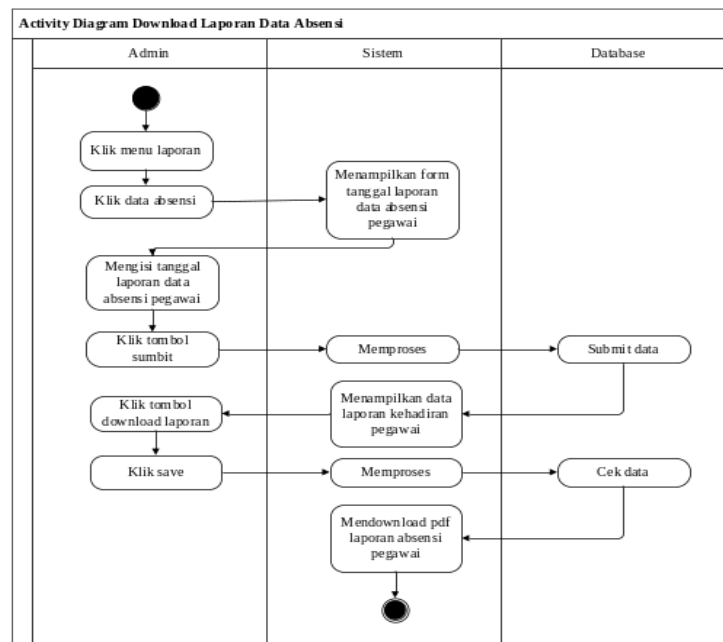 Activity Diagram Download Laporan Data Absensi
Admin
Sistem
Database
Klik menu laporan
Klik data absensi
Menampilkan form
tanggal laporan
data absensi
pegawai
Mengisi tanggal
laporan data
absensi pegawai
Klik tombol
sumbit
Memproses
Submit data
Menampilkan data
laporan kehadiran
pegawai
Klik tombol
download laporan
Klik save
Memproses
Cek data
Mendownload pdf
laporan absensi
pegawai